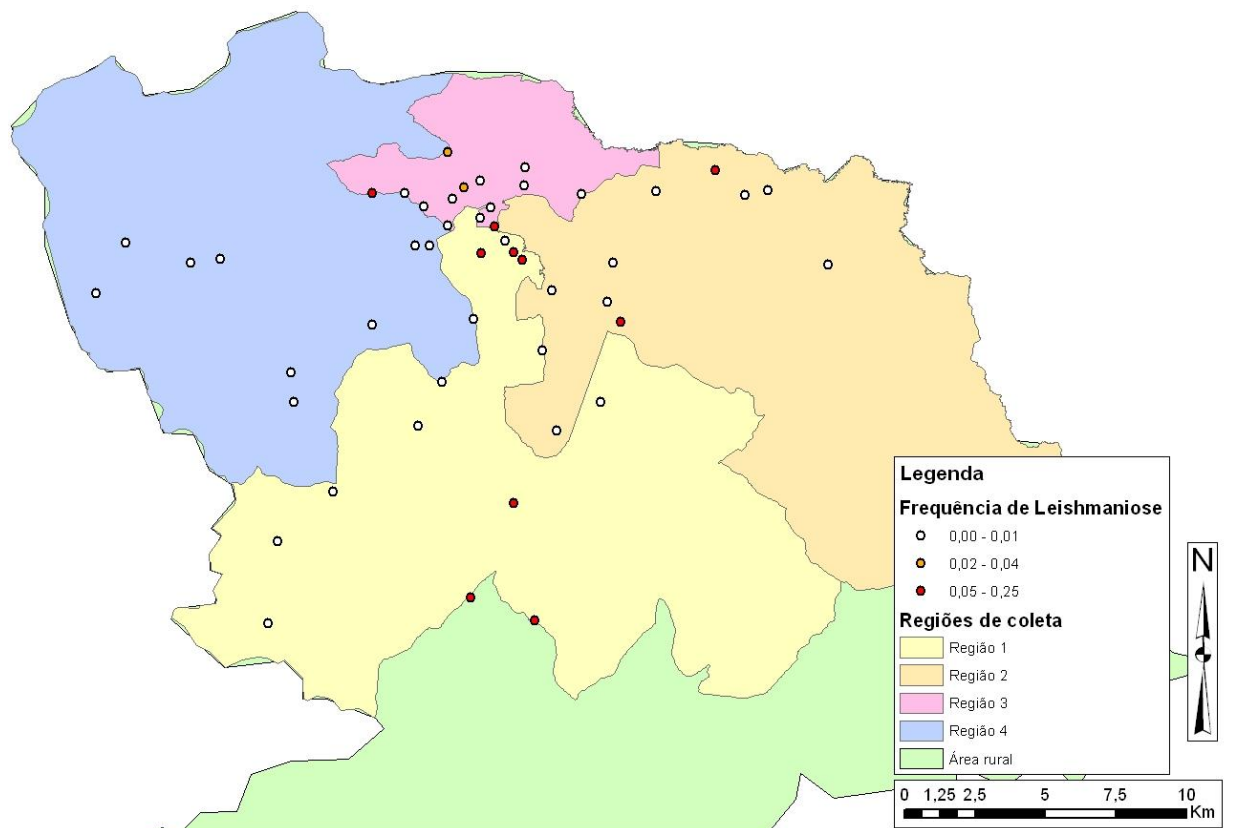 Legenda
Frequência de Leishmaniose
0,00 - 0,01
0,02 - 0,04
0,05 - 0,25
Regiões de coleta
Região 1
Região 2
Região 3
Região 4
Área rural
N
0 1,25 2,5 5 7,5 10
Km